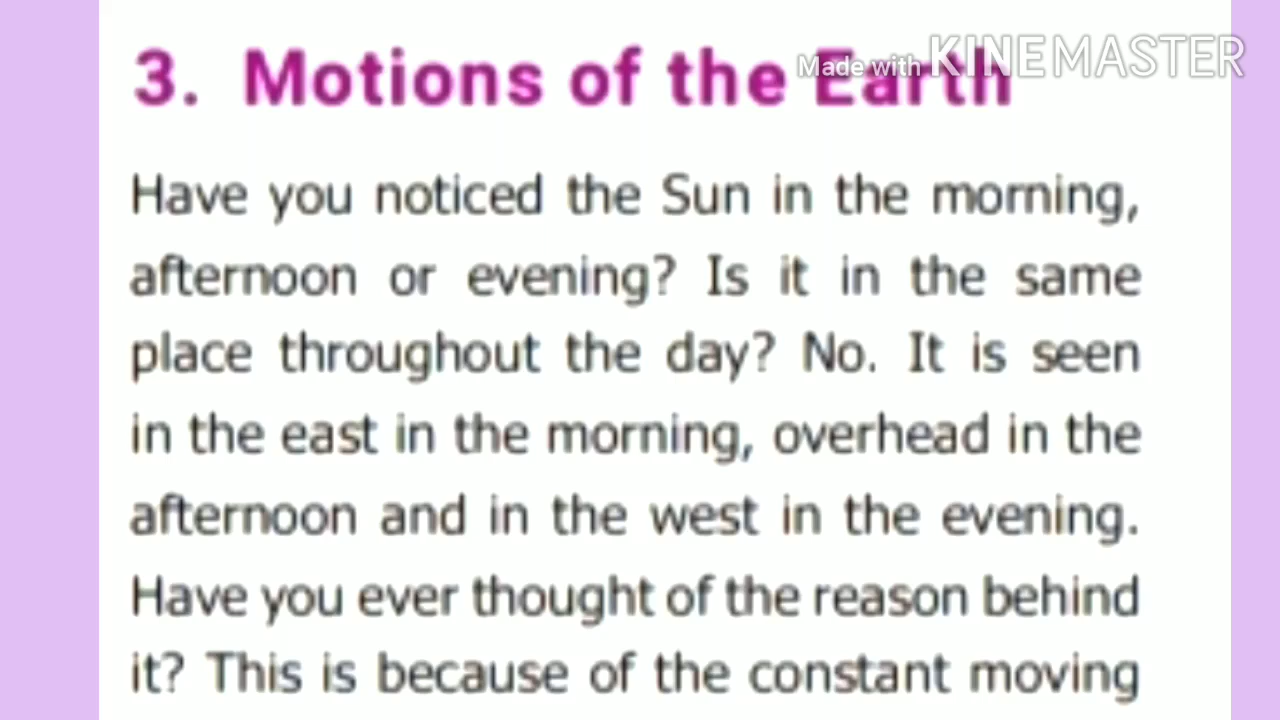 3. Motions of the Earth
Made with KINEMASTER
Have you noticed the Sun in the morning,
afternoon or evening? Is it in the same
place throughout the day? No. It is seen
in the east in the morning, overhead in the
afternoon and in the west in the evening.
Have you ever thought of the reason behind
it? This is because of the constant moving